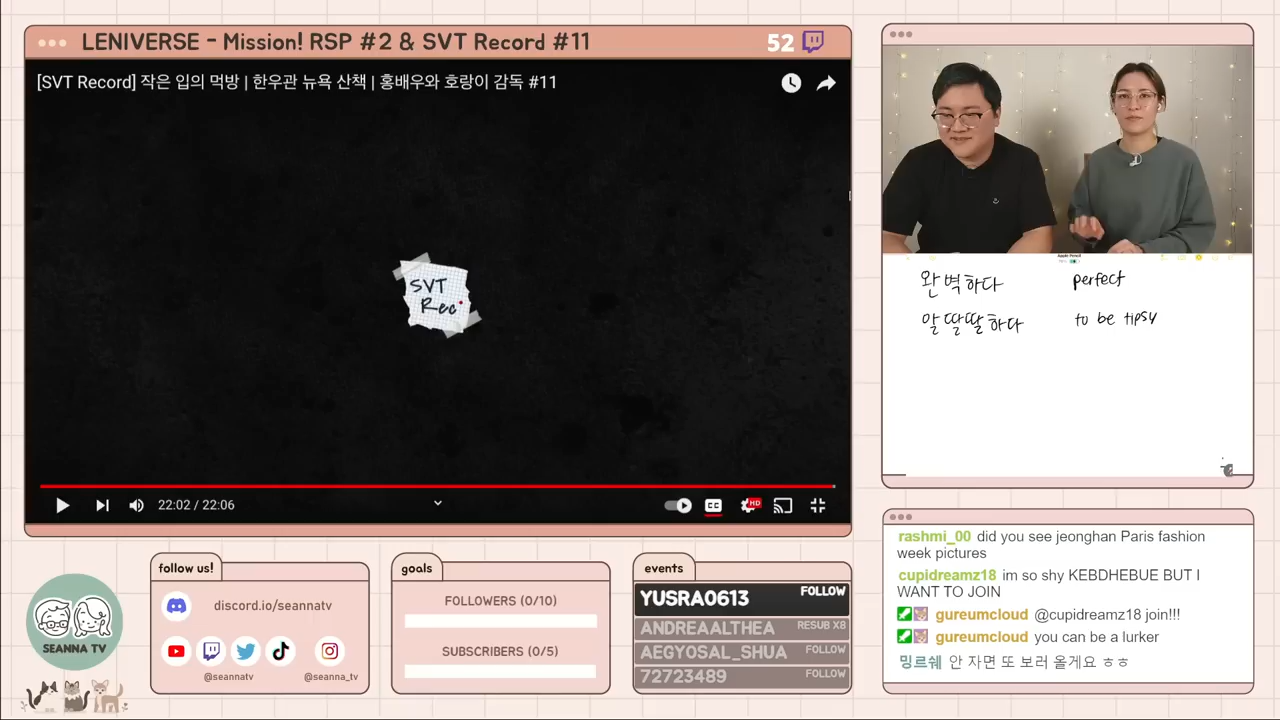 LENIVERSE - Mission! RSP #2 & SVT Record #11
52
[SVT Record] 작은 입의 먹방 | 한우관 뉴욕 산책 | 홍배우와 호랑이 감독 #11
SVT
Rec
22:02 / 22:06
CC
HD
완벽하다 perfect
알딸딸하다 to be tipsy
SEANNA TV
follow us!
discord.io/seannatv
@seannatv
@seanna_tv
goals
FOLLOWERS (0/10)
SUBSCRIBERS (0/5)
events
YUSRA0613 FOLLOW
ANDREAALTHEA RESUB X8
AEGYOSAL_SHUA FOLLOW
72723489 FOLLOW
rashmi_00 did you see jeonghan Paris fashion
week pictures
cupidreamz18 im so shy KEBDHEBUE BUT I
WANT TO JOIN
gureumcloud @cupidreamz18 join!!!
gureumcloud you can be a lurker
밍르쉐 안 자면 또 보러 올게요 ㅎㅎ